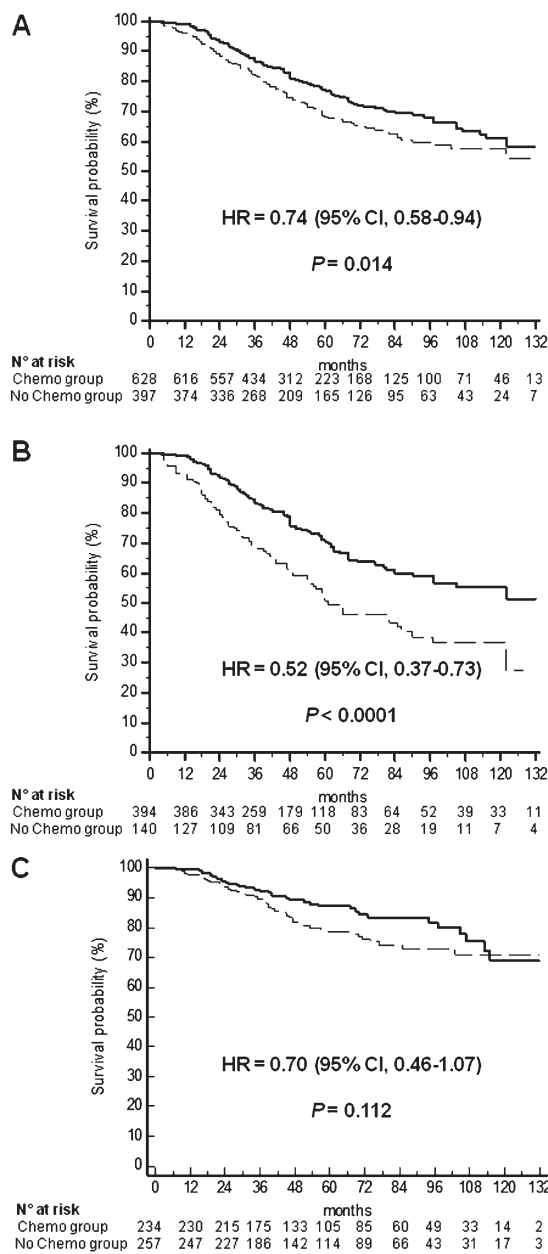 A
Survival probability (%)
100
90
80
70
60
50
40
30
20
10
0
HR = 0.74 (95% CI, 0.58-0.94)
P = 0.014
0 12 24 36 48 60 72 84 96 108 120 132
months
N° at risk
Chemo group 628 616 557 434 312 223 168 125 100 71 46 13
No Chemo group 397 374 336 268 209 165 126 95 63 43 24 7
B
Survival probability (%)
100
90
80
70
60
50
40
30
20
10
0
HR = 0.52 (95% CI, 0.37-0.73)
P < 0.0001
0 12 24 36 48 60 72 84 96 108 120 132
months
N° at risk
Chemo group 394 386 343 259 179 118 83 64 52 39 33 11
No Chemo group 140 127 109 81 66 50 36 28 19 11 7 4
C
Survival probability (%)
100
90
80
70
60
50
40
30
20
10
0
HR = 0.70 (95% CI, 0.46-1.07)
P = 0.112
0 12 24 36 48 60 72 84 96 108 120 132
months
N° at risk
Chemo group 234 230 215 175 133 105 85 60 49 33 14 2
No Chemo group 257 247 227 186 142 114 89 66 43 31 17 3